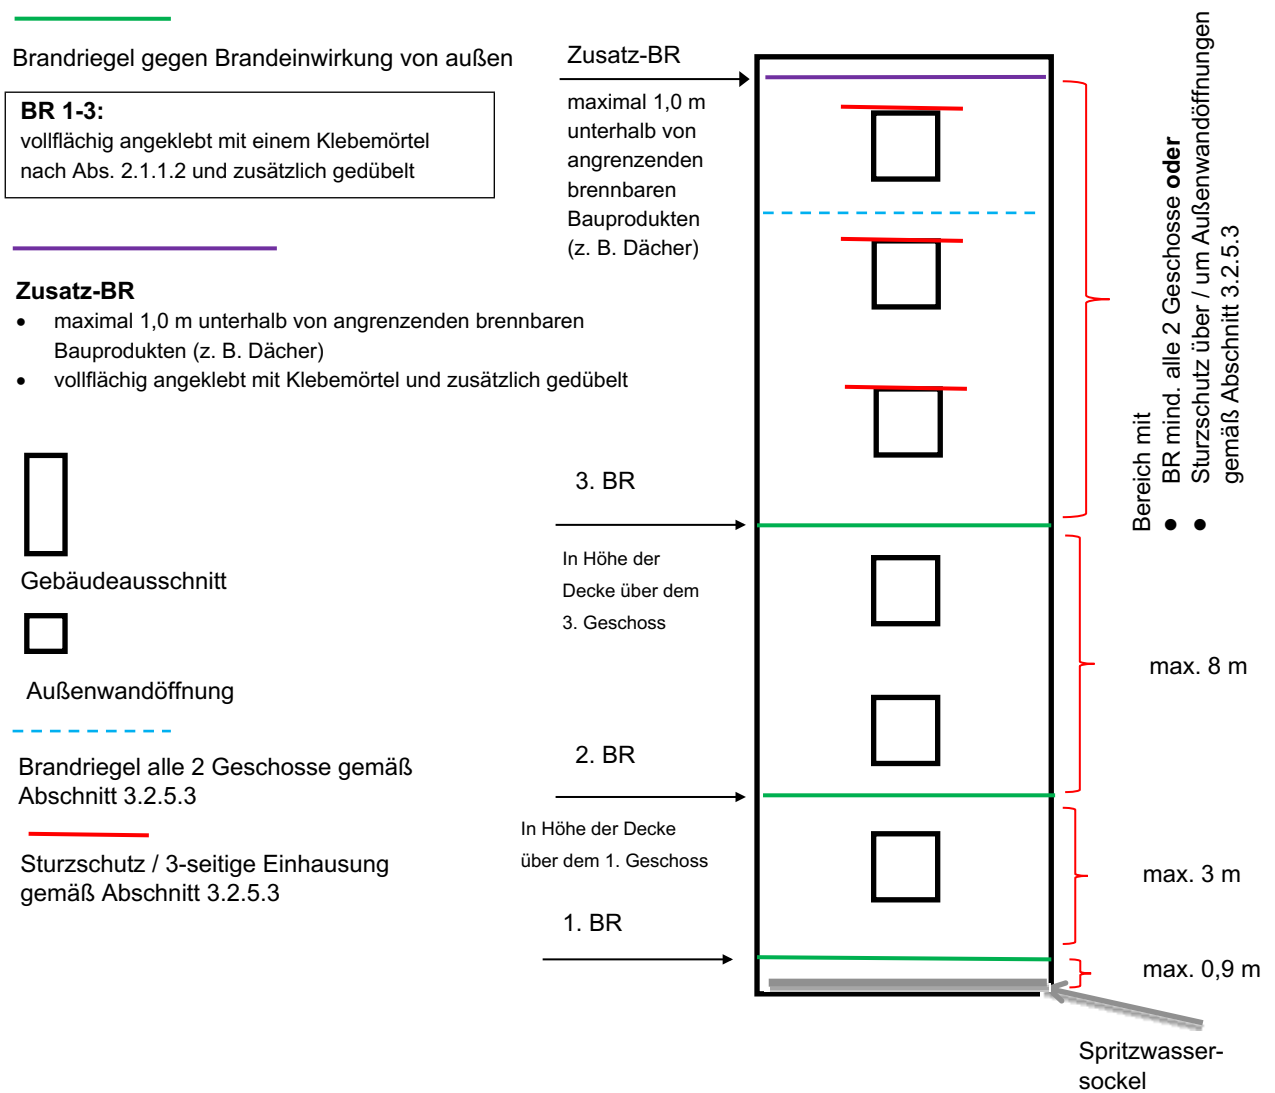 Brandriegel gegen Brandeinwirkung von außen
BR 1-3:
vollflächig angeklebt mit einem Klebemörtel
nach Abs. 2.1.1.2 und zusätzlich gedübelt
Zusatz-BR
• maximal 1,0 m unterhalb von angrenzenden brennbaren
Bauprodukten (z. B. Dächer)
• vollflächig angeklebt mit Klebemörtel und zusätzlich gedübelt
Gebäudeausschnitt
Außenwandöffnung
Brandriegel alle 2 Geschosse gemäß
Abschnitt 3.2.5.3
Sturzschutz / 3-seitige Einhausung
gemäß Abschnitt 3.2.5.3
Zusatz-BR
maximal 1,0 m
unterhalb von
angrenzenden
brennbaren
Bauprodukten
(z. B. Dächer)
3. BR
In Höhe der
Decke über dem
3. Geschoss
2. BR
In Höhe der Decke
über dem 1. Geschoss
1. BR
Bereich mit
• BR mind. alle 2 Geschosse oder
• Sturzschutz über / um Außenwandöffnungen
gemäß Abschnitt 3.2.5.3
max. 8 m
max. 3 m
max. 0,9 m
Spritzwasser-
sockel